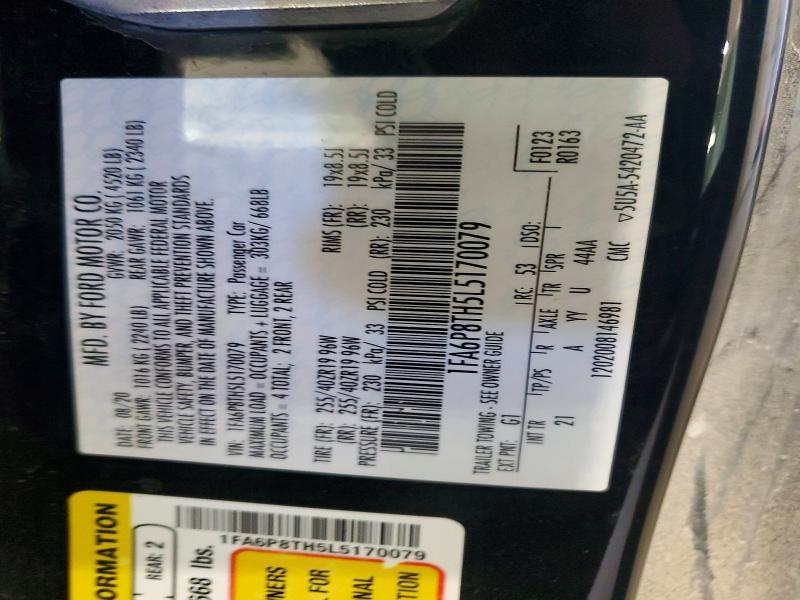 MFD. BY FORD MOTOR CO.
DATE: 08/20 GVWR: 2050 KG ( 4520 LB)
FRONT GAWR: 1016 KG ( 2240 LB) REAR GAWR: 1061 KG ( 2340 LB)
THIS VEHICLE CONFORMS TO ALL APPLICABLE FEDERAL MOTOR
VEHICLE SAFETY, BUMPER, AND THEFT PREVENTION STANDARDS
IN EFFECT ON THE DATE OF MANUFACTURE SHOWN ABOVE.
VIN: 1FA6P8TH5L5170079 TYPE: Passenger Car
MAXIMUM LOAD = OCCUPANTS + LUGGAGE = 303KG/ 668LB
OCCUPANTS = 4 TOTAL; 2 FRONT, 2 REAR
TIRE (FR): 255/40ZR19 96W RIMS (FR): 19x8.5J
(RR): 255/40ZR19 96W (RR): 19x8.5J
PRESSURE (FR): 230 kPa/ 33 PSI COLD (RR): 230 kPa/ 33 PSI COLD
1FA6P8TH5L5170079
TRAILER TOWING - SEE OWNER GUIDE
EXT PNT: G1 RC: 53 DSO: F0123
R0163
INT TR TP/PS R AXLE TR SPR
21 A YY U 44AA
1202008146981 CMC ▽5U5A-5420472-AA
ORMATION
REAR: 2
668 lbs.
1FA6P8TH5L5170079
NERS
L FOR
NAL
TION